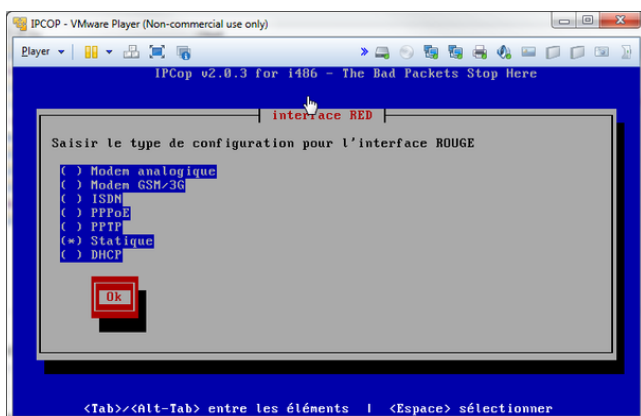 IPCOP - VMware Player (Non-commercial use only)
Player
IPCop v2.0.3 for i486 - The Bad Packets Stop Here
interface RED
Saisir le type de configuration pour l'interface ROUGE
( ) Modem analogique
( ) Modem GSM/3G
( ) ISDN
( ) PPPoE
( ) PPTP
(*) Statique
( ) DHCP
Ok
<Tab>/<Alt-Tab> entre les éléments | <Espace> sélectionner